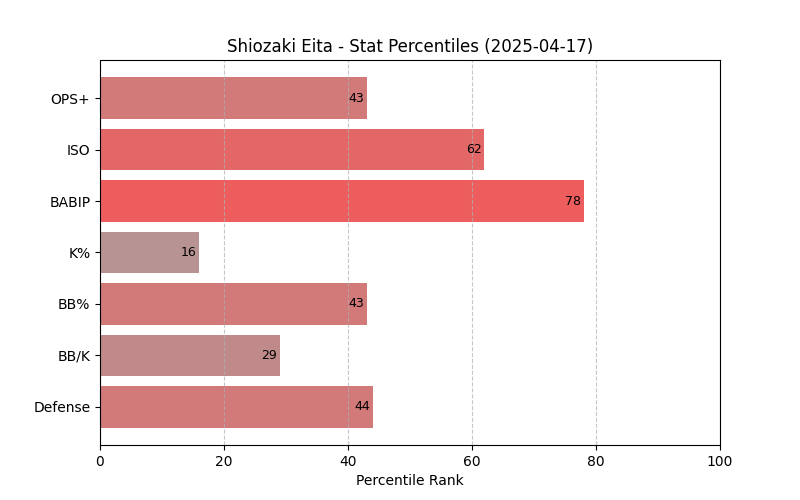 Shiozaki Eita - Stat Percentiles (2025-04-17)
OPS+ 43
ISO 62
BABIP 78
K% 16
BB% 43
BB/K 29
Defense 44
0 20 40 60 80 100
Percentile Rank